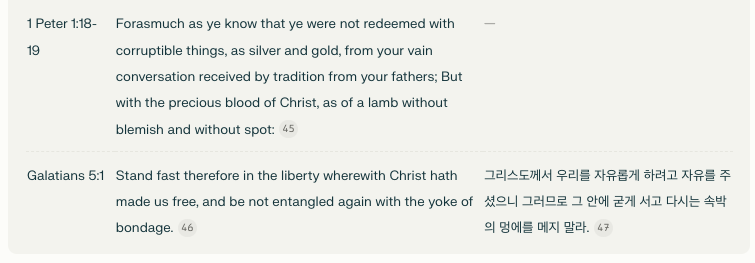 1 Peter 1:18-19
Forasmuch as ye know that ye were not redeemed with
corruptible things, as silver and gold, from your vain
conversation received by tradition from your fathers; But
with the precious blood of Christ, as of a lamb without
blemish and without spot: 45
—
Galatians 5:1
Stand fast therefore in the liberty wherewith Christ hath
made us free, and be not entangled again with the yoke of
bondage. 46
그리스도께서 우리를 자유롭게 하려고 자유를 주
셨으니 그러므로 그 안에 굳게 서고 다시는 속박
의 멍에를 메지 말라. 47